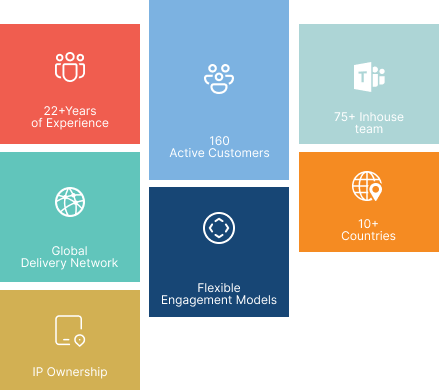 22+Years
of Experience
160
Active Customers
75+ Inhouse
team
Global
Delivery Network
Flexible
Engagement Models
10+
Countries
IP Ownership
T